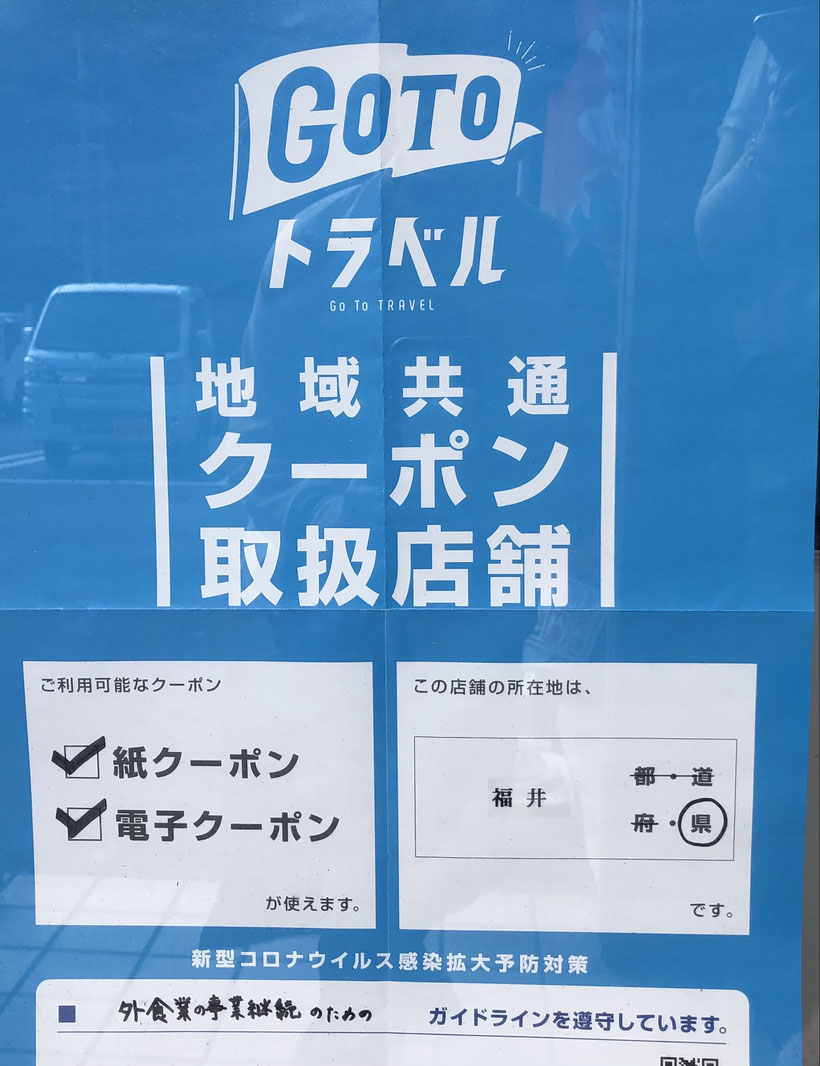 GOTO
トラベル
GO TO TRAVEL
地域共通
クーポン
取扱店舗
ご利用可能なクーポン
紙クーポン
電子クーポン
が使えます。
この店舗の所在地は、
福井 都・道
府・県
です。
新型コロナウイルス感染拡大予防対策
■ 外食業の事業継続のための ガイドラインを遵守しています。